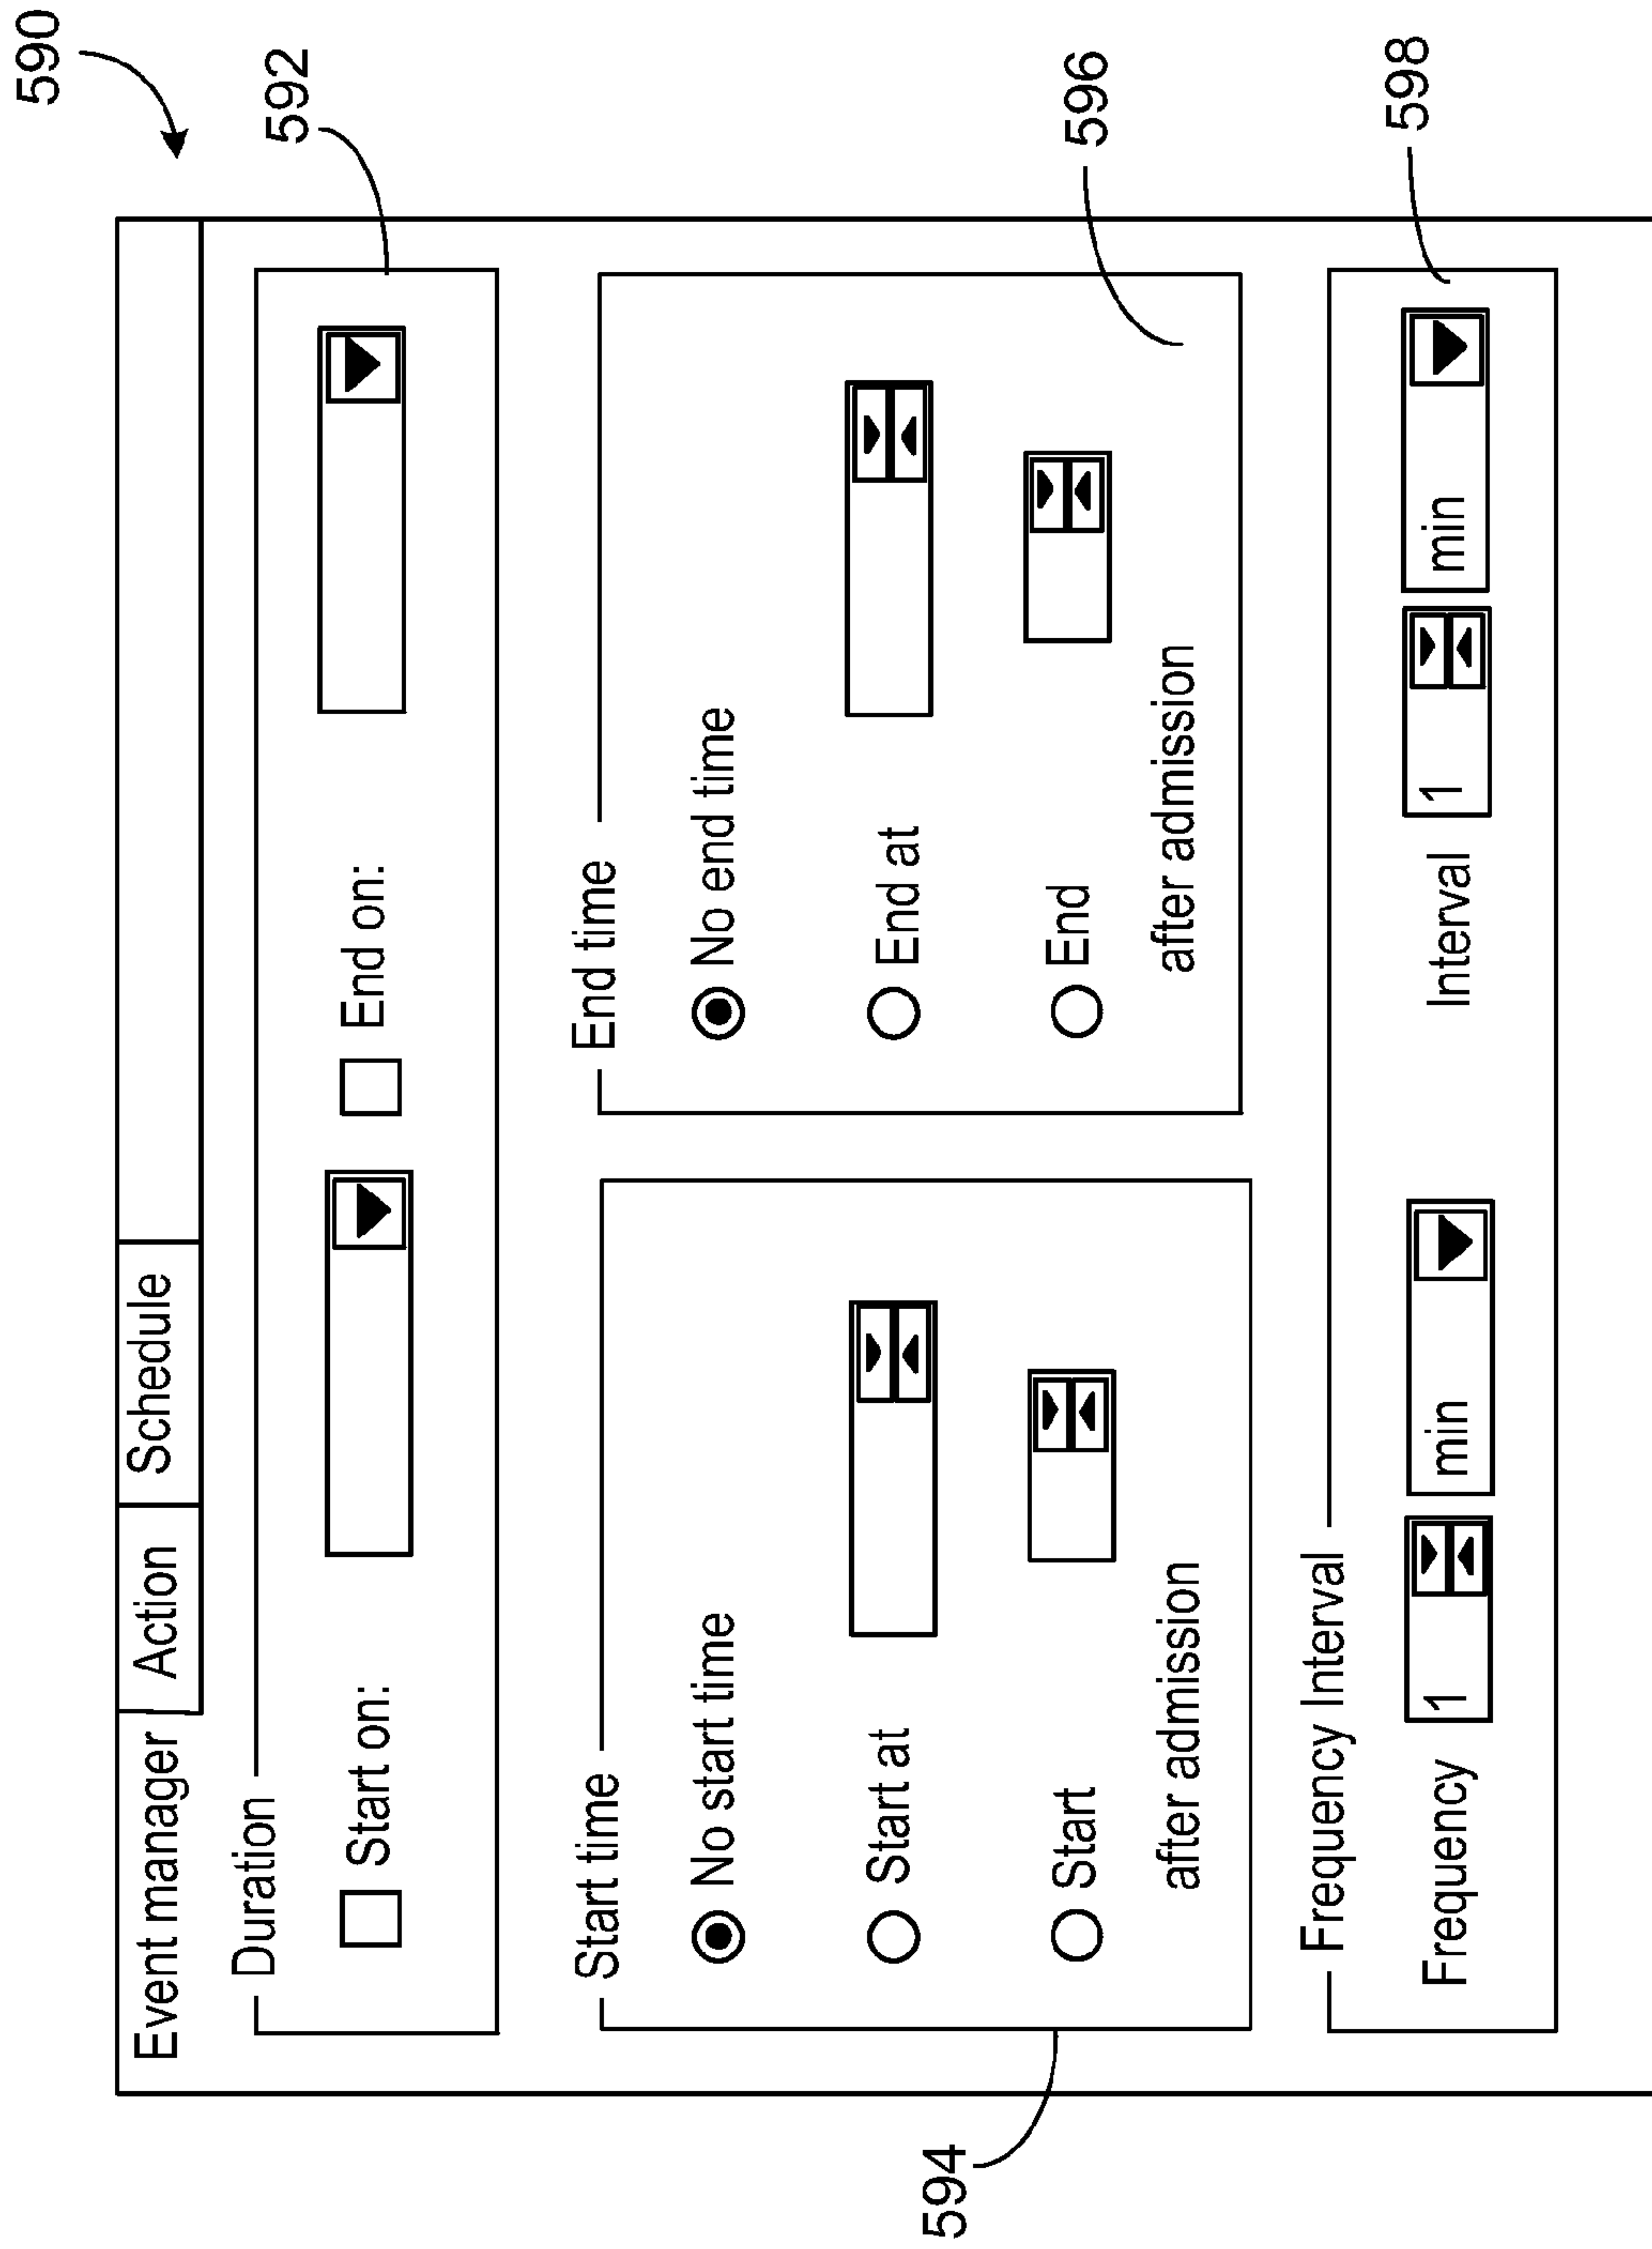 590
Event manager Action Schedule
Duration
592
Start on: End on:
Start time End time
No start time No end time
Start at End at
594
Start End
596
after admission after admission
Frequency Interval
Frequency 1 min Interval 1 min
598